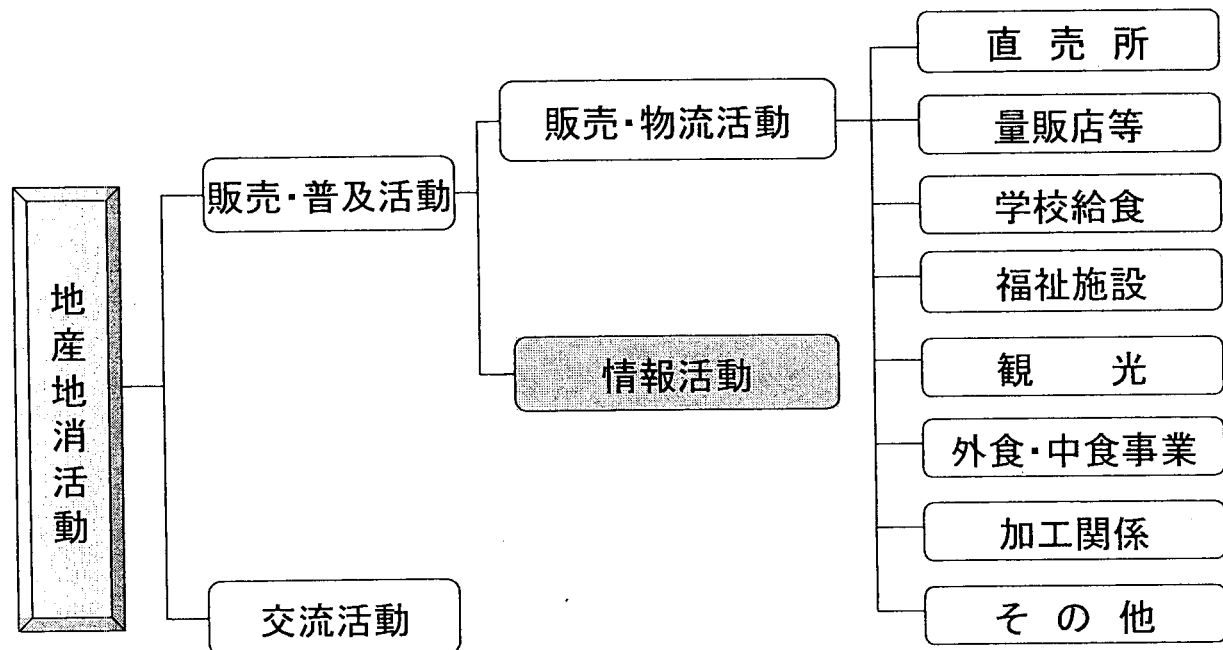 地産地消活動
販売・普及活動
交流活動
販売・物流活動
情報活動
直売所
量販店等
学校給食
福祉施設
観光
外食・中食事業
加工関係
その他